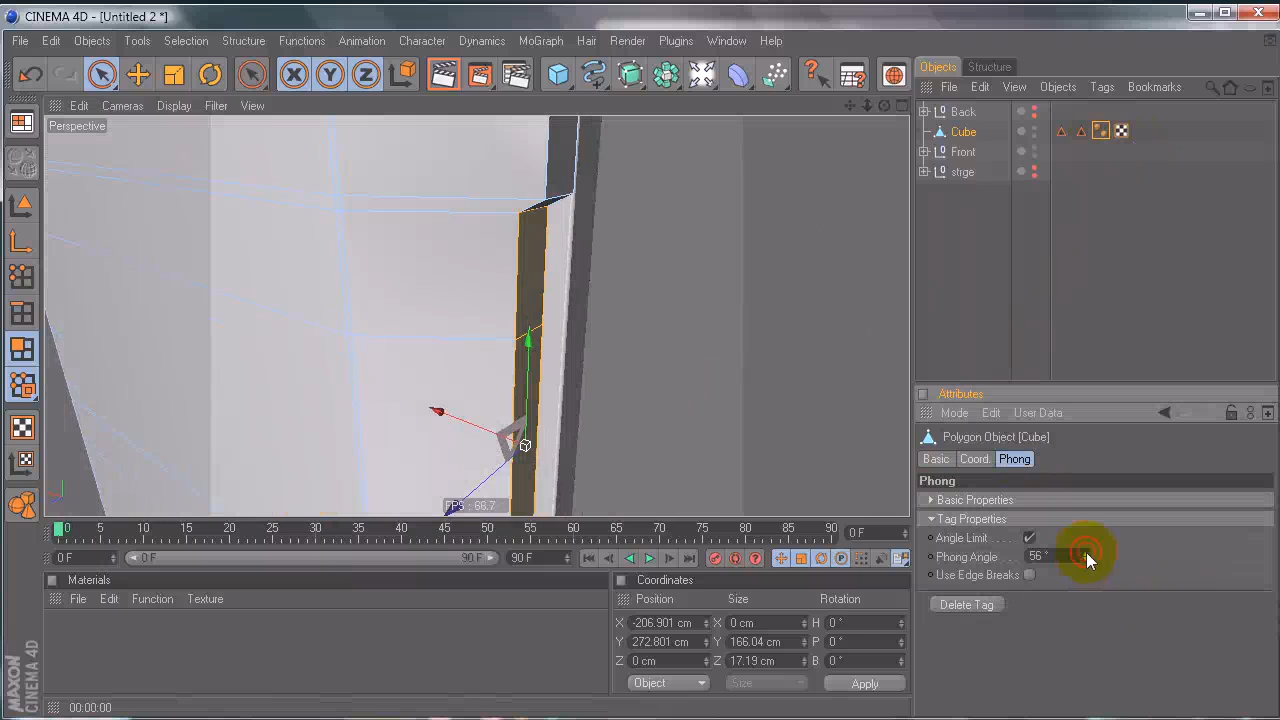 CINEMA 4D - [Untitled 2 *]
File Edit Objects Tools Selection Structure Functions Animation Character Dynamics MoGraph Hair Render Plugins Window Help
X Y Z
Objects Structure
File Edit View Objects Tags Bookmarks
Edit Cameras Display Filter View
Perspective
Back
Cube
Front
strge
FPS : 66.7
Attributes
Mode Edit User Data
Polygon Object [Cube]
Basic Coord. Phong
Phong
Basic Properties
Tag Properties
Angle Limit . . . .
Phong Angle . . . 56 °
Use Edge Breaks
Delete Tag
0 5 10 15 20 25 30 35 40 45 50 55 60 65 70 75 80 85 90 0 F
0 F 0 F 90 F 90 F
Materials
File Edit Function Texture
Coordinates
Position Size Rotation
X -206.901 cm X 0 cm H 0 °
Y 272.801 cm Y 166.04 cm P 0 °
Z 0 cm Z 17.19 cm B 0 °
Object Size Apply
MAXON CINEMA 4D
00:00:00